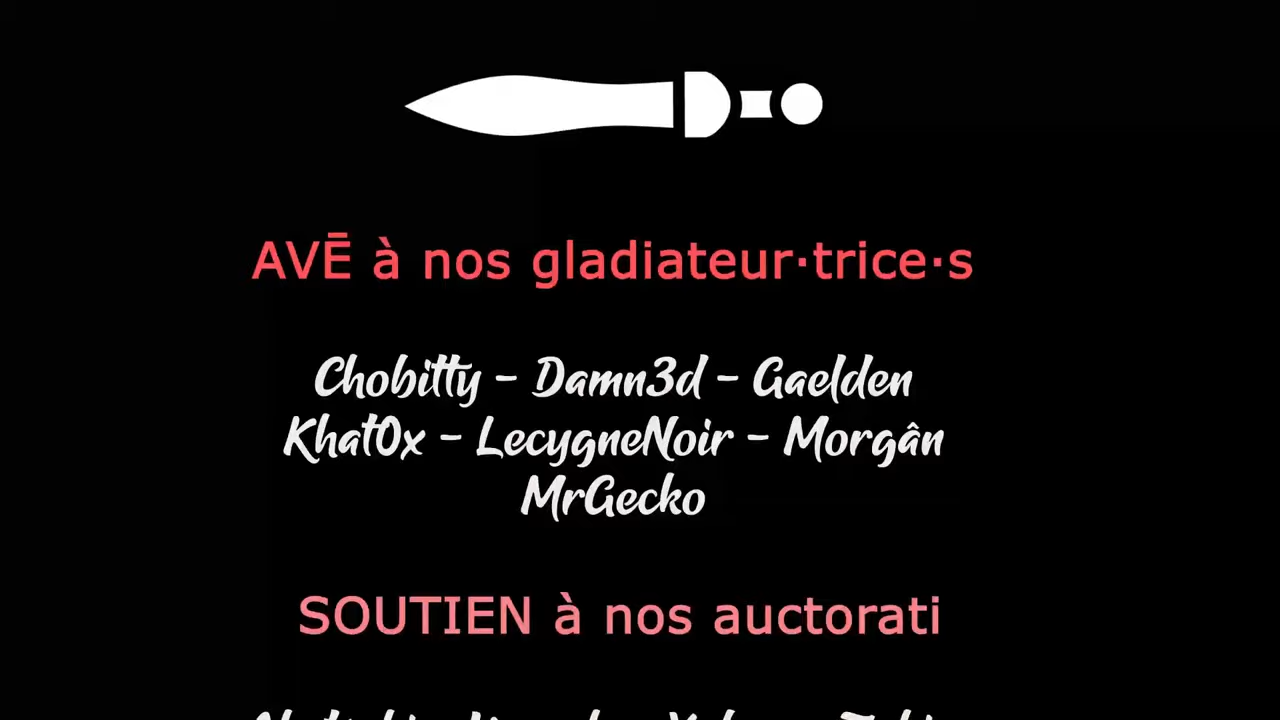 AVĒ à nos gladiateur·trice·s
Chobitty - Damn3d - Gaelden
Khat0x - LecygneNoir - Morgân
MrGecko
SOUTIEN à nos auctorati